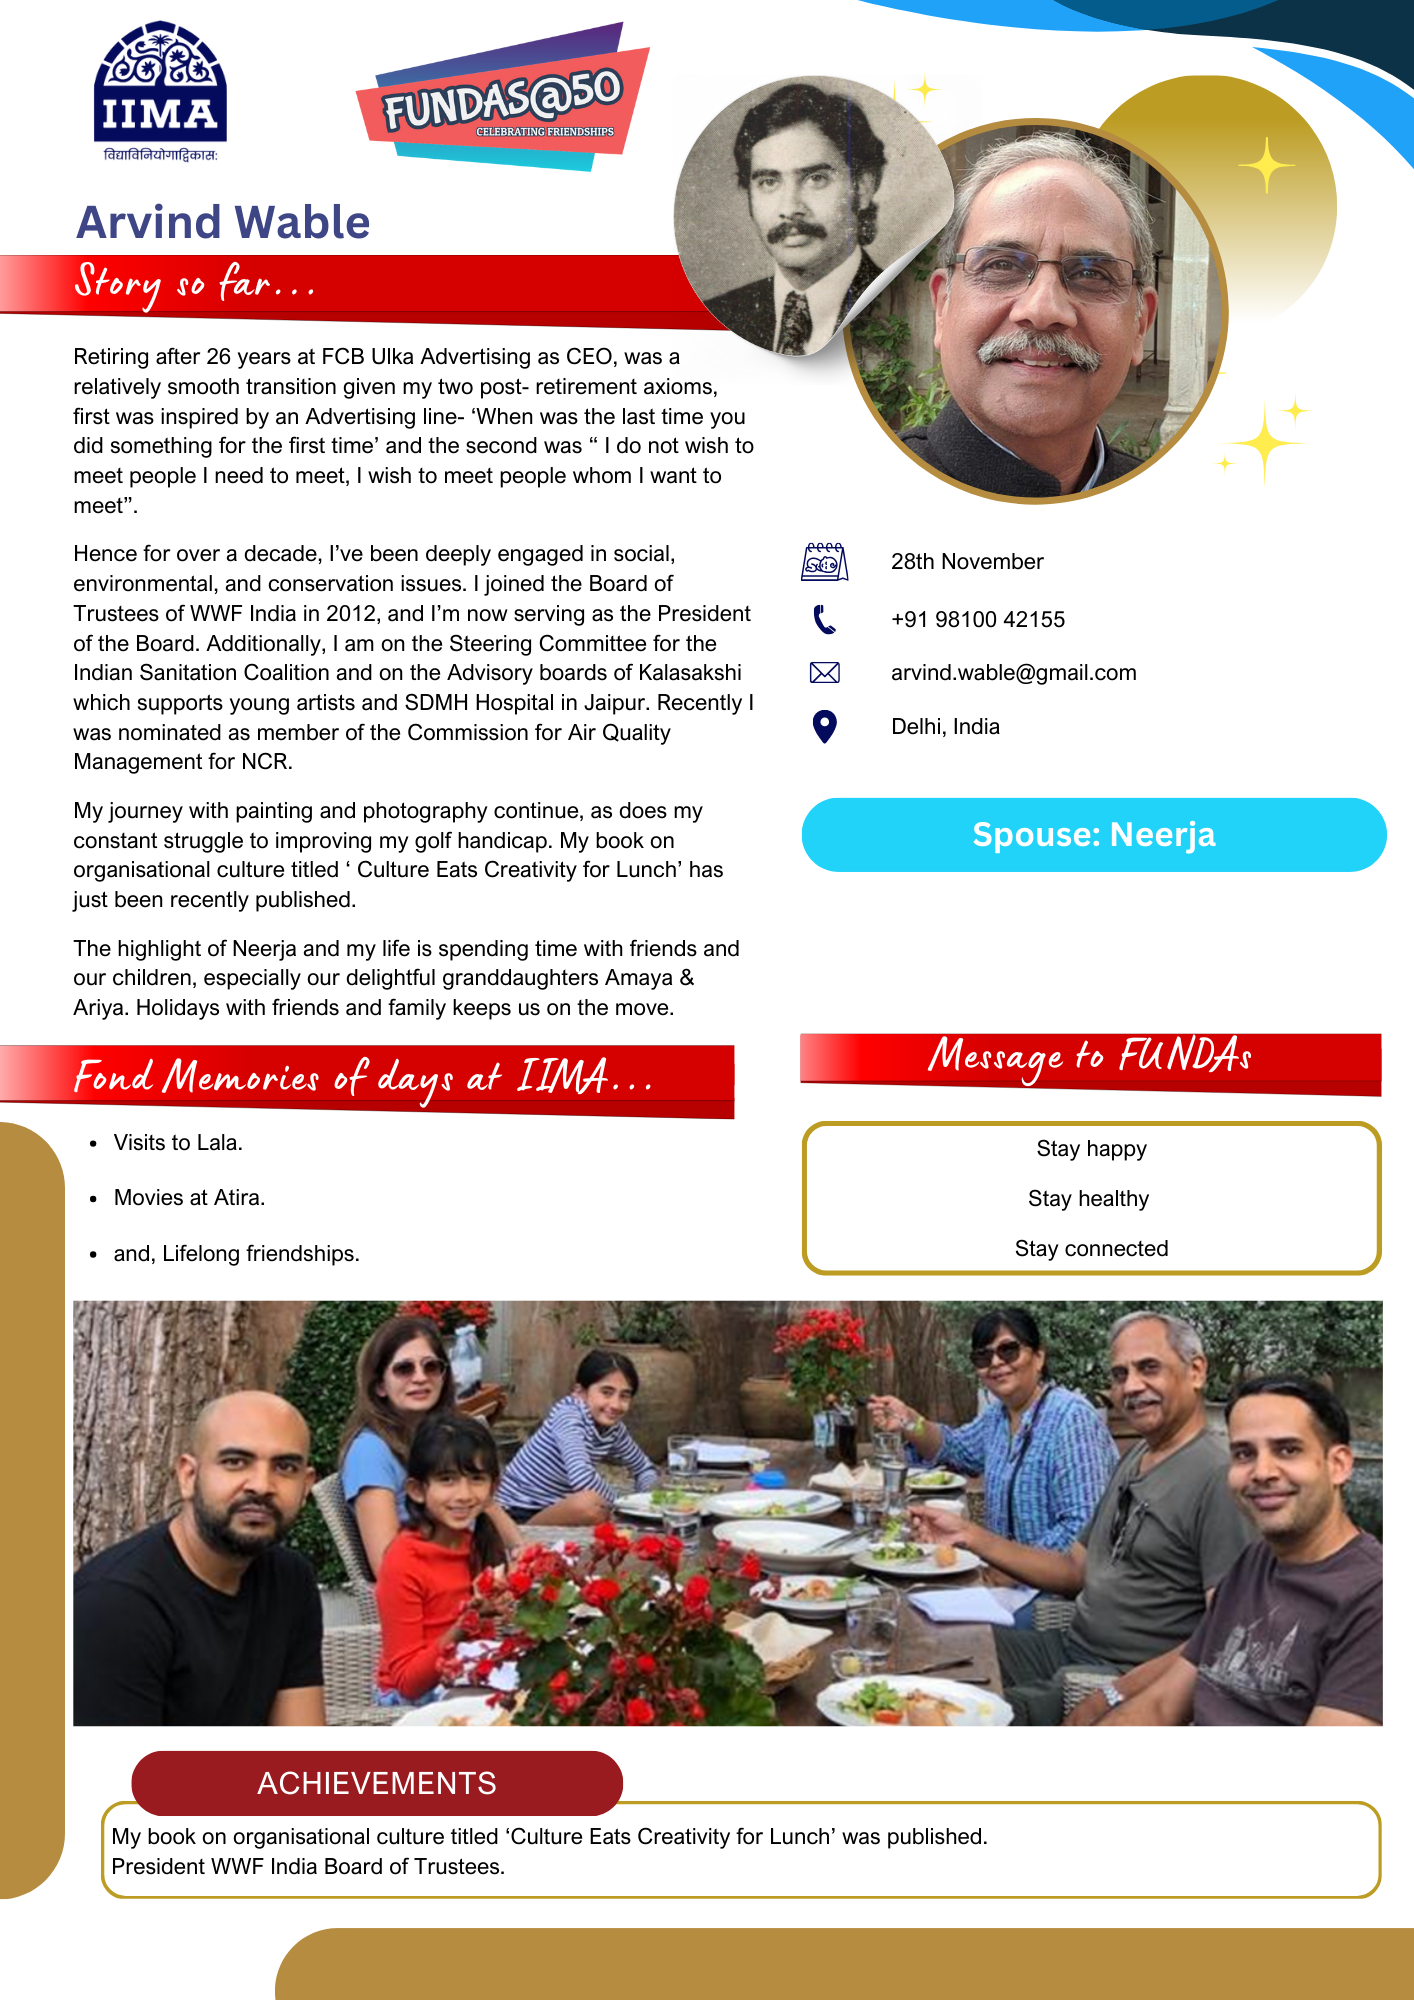 IIMA
विद्याविनियोगाद्विकास:
FUNDAS@50
CELEBRATING FRIENDSHIPS
Arvind Wable
Story so far...
Retiring after 26 years at FCB Ulka Advertising as CEO, was a
relatively smooth transition given my two post- retirement axioms,
first was inspired by an Advertising line- ‘When was the last time you
did something for the first time’ and the second was “ I do not wish to
meet people I need to meet, I wish to meet people whom I want to
meet”.
Hence for over a decade, I’ve been deeply engaged in social,
environmental, and conservation issues. I joined the Board of
Trustees of WWF India in 2012, and I’m now serving as the President
of the Board. Additionally, I am on the Steering Committee for the
Indian Sanitation Coalition and on the Advisory boards of Kalasakshi
which supports young artists and SDMH Hospital in Jaipur. Recently I
was nominated as member of the Commission for Air Quality
Management for NCR.
My journey with painting and photography continue, as does my
constant struggle to improving my golf handicap. My book on
organisational culture titled ‘ Culture Eats Creativity for Lunch’ has
just been recently published.
The highlight of Neerja and my life is spending time with friends and
our children, especially our delightful granddaughters Amaya &
Ariya. Holidays with friends and family keeps us on the move.
28th November
+91 98100 42155
arvind.wable@gmail.com
Delhi, India
Spouse: Neerja
Fond Memories of days at IIMA...
• Visits to Lala.
• Movies at Atira.
• and, Lifelong friendships.
Message to FUNDAs
Stay happy
Stay healthy
Stay connected
ACHIEVEMENTS
My book on organisational culture titled ‘Culture Eats Creativity for Lunch’ was published.
President WWF India Board of Trustees.